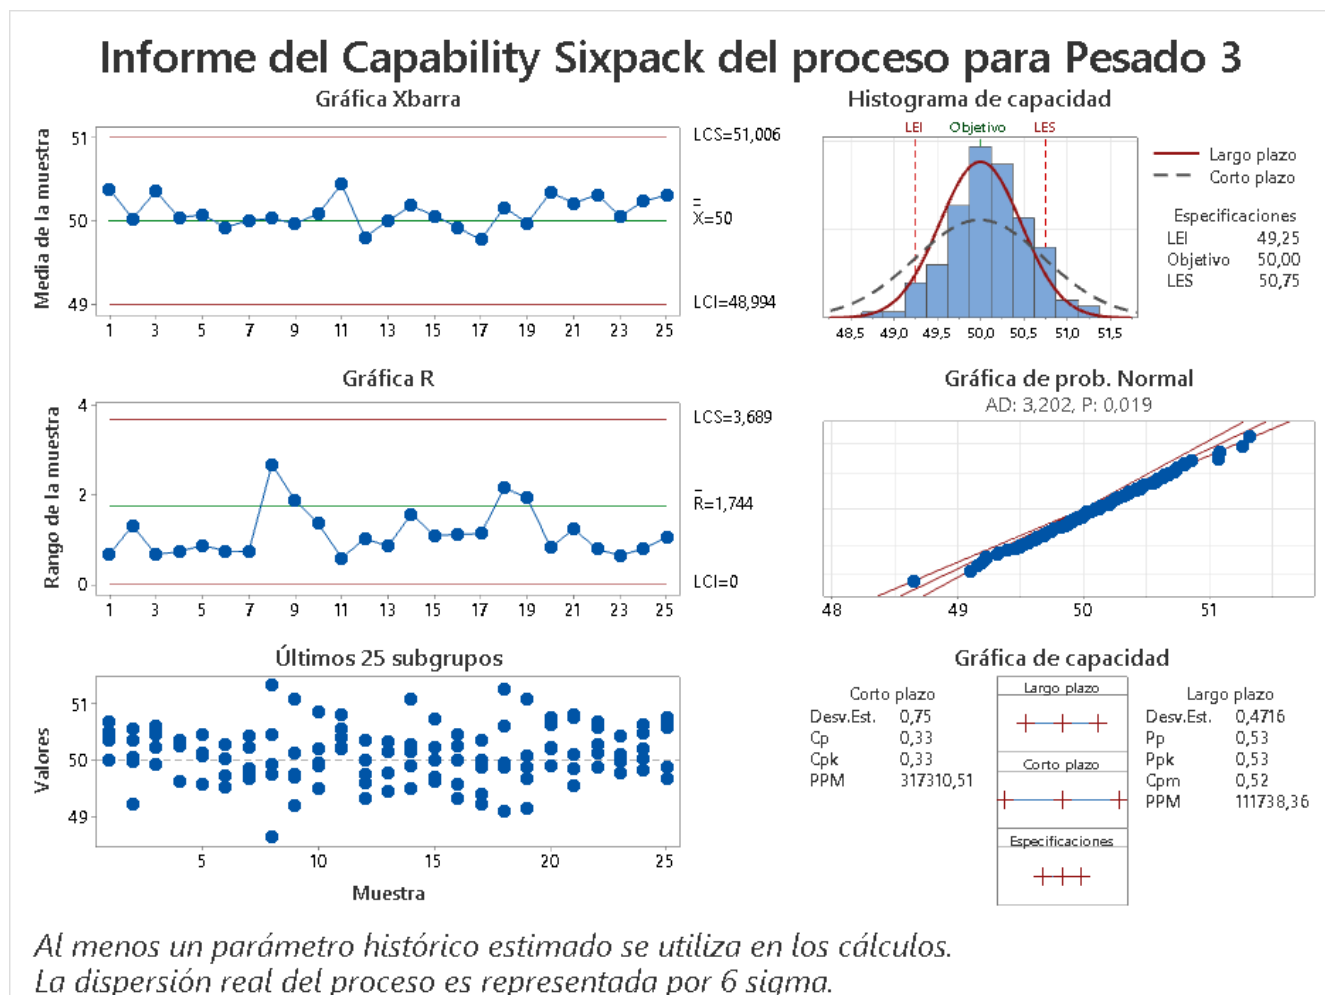 Informe del Capability Sixpack del proceso para Pesado 3
Gráfica Xbarra
Media de la muestra
51
50
49
1 3 5 7 9 11 13 15 17 19 21 23 25
LCS=51,006
X=50
LCI=48,994
Histograma de capacidad
LEI Objetivo LES
48,5 49,0 49,5 50,0 50,5 51,0 51,5
Largo plazo
Corto plazo
Especificaciones
LEI 49,25
Objetivo 50,00
LES 50,75
Gráfica R
Rango de la muestra
4
2
0
1 3 5 7 9 11 13 15 17 19 21 23 25
LCS=3,689
R=1,744
LCI=0
Gráfica de prob. Normal
AD: 3,202, P: 0,019
48 49 50 51
Últimos 25 subgrupos
Valores
51
50
49
5 10 15 20 25
Muestra
Gráfica de capacidad
Corto plazo
Desv.Est. 0,75
Cp 0,33
Cpk 0,33
PPM 317310,51
Largo plazo
Corto plazo
Especificaciones
Largo plazo
Desv.Est. 0,4716
Pp 0,53
Ppk 0,53
Cpm 0,52
PPM 111738,36
Al menos un parámetro histórico estimado se utiliza en los cálculos.
La dispersión real del proceso es representada por 6 sigma.